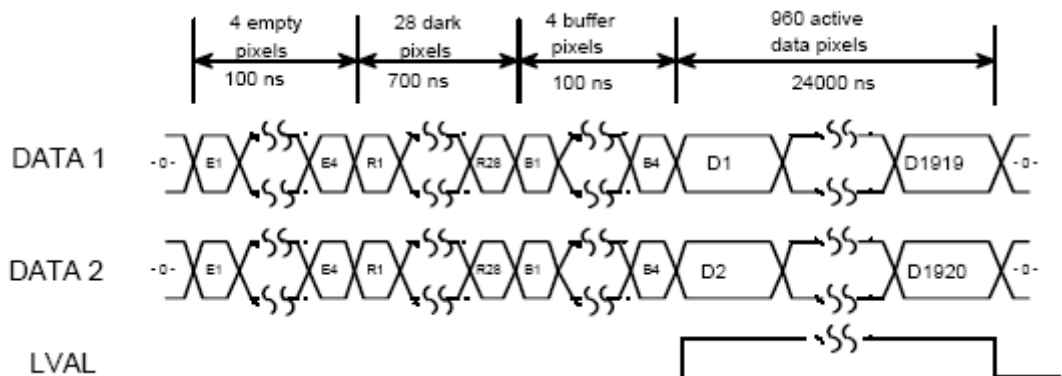 4 empty pixels
28 dark pixels
4 buffer pixels
960 active data pixels
100 ns
700 ns
100 ns
24000 ns
DATA 1
-0- E1 E4 R1 R28 B1 B4 D1 D1919 -0-
DATA 2
-0- E1 E4 R1 R28 B1 B4 D2 D1920 -0-
LVAL